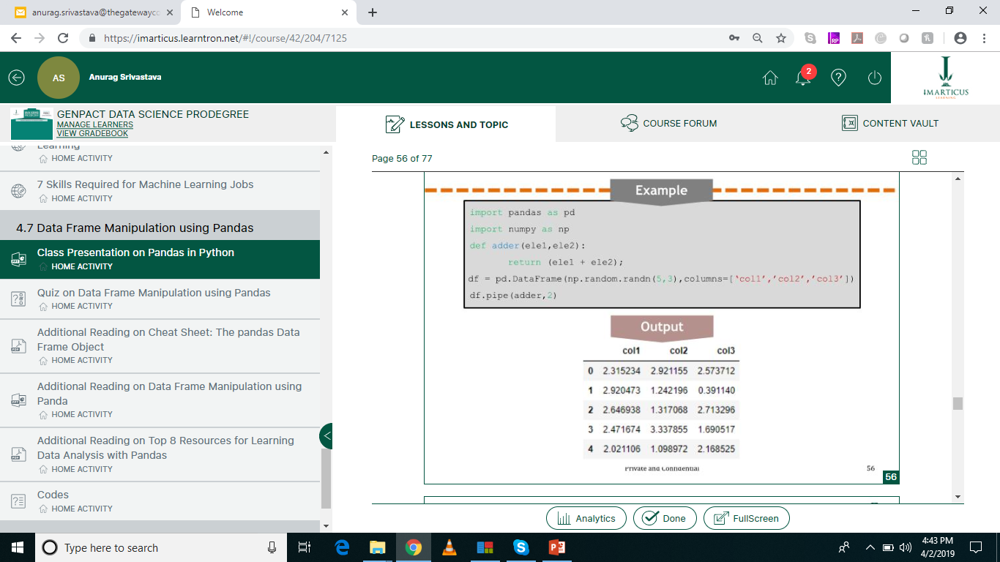 anurag.srivastava@thegatewayco
Welcome
https://imarticus.learntron.net/#!/course/42/204/7125
AS
Anurag Srivastava
2
IMARTICUS
LEARNING
GENPACT DATA SCIENCE PRODEGREE
MANAGE LEARNERS
VIEW GRADEBOOK
LESSONS AND TOPIC
COURSE FORUM
CONTENT VAULT
Learning
HOME ACTIVITY
7 Skills Required for Machine Learning Jobs
HOME ACTIVITY
4.7 Data Frame Manipulation using Pandas
Class Presentation on Pandas in Python
HOME ACTIVITY
Quiz on Data Frame Manipulation using Pandas
HOME ACTIVITY
Additional Reading on Cheat Sheet: The pandas Data
Frame Object
HOME ACTIVITY
Additional Reading on Data Frame Manipulation using
Panda
HOME ACTIVITY
Additional Reading on Top 8 Resources for Learning
Data Analysis with Pandas
HOME ACTIVITY
Codes
HOME ACTIVITY
Page 56 of 77
Example
import pandas as pd
import numpy as np
def adder(ele1,ele2):
return (ele1 + ele2);
df = pd.DataFrame(np.random.randn(5,3),columns=[‘col1’,’col2’,’col3’])
df.pipe(adder,2)
Output
col1 col2 col3
0 2.315234 2.921155 2.573712
1 2.920473 1.242196 0.391140
2 2.646938 1.317068 2.713296
3 2.471674 3.337855 1.690517
4 2.021106 1.098972 2.168525
Private and Confidential
56
56
Analytics
Done
FullScreen
Type here to search
4:43 PM
4/2/2019